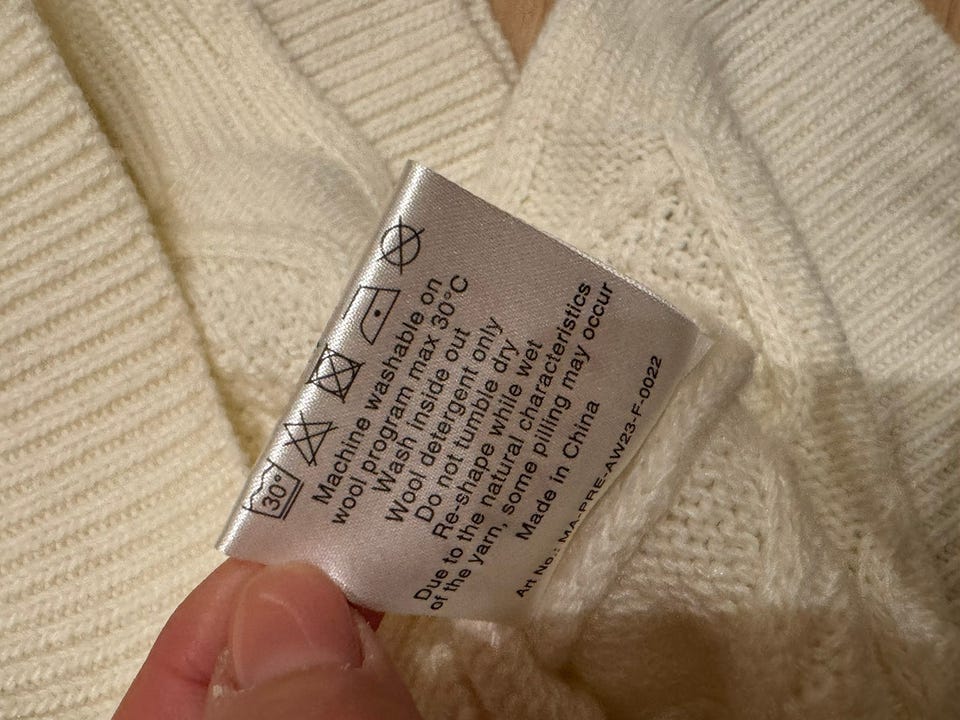 30°
Machine washable on
wool program max 30°C
Wash inside out
Wool detergent only
Do not tumble dry
Re-shape while wet
Due to the natural characteristics
of the yarn, some pilling may occur
Made in China
Art No.: MA-PRE-AW23-F-0022